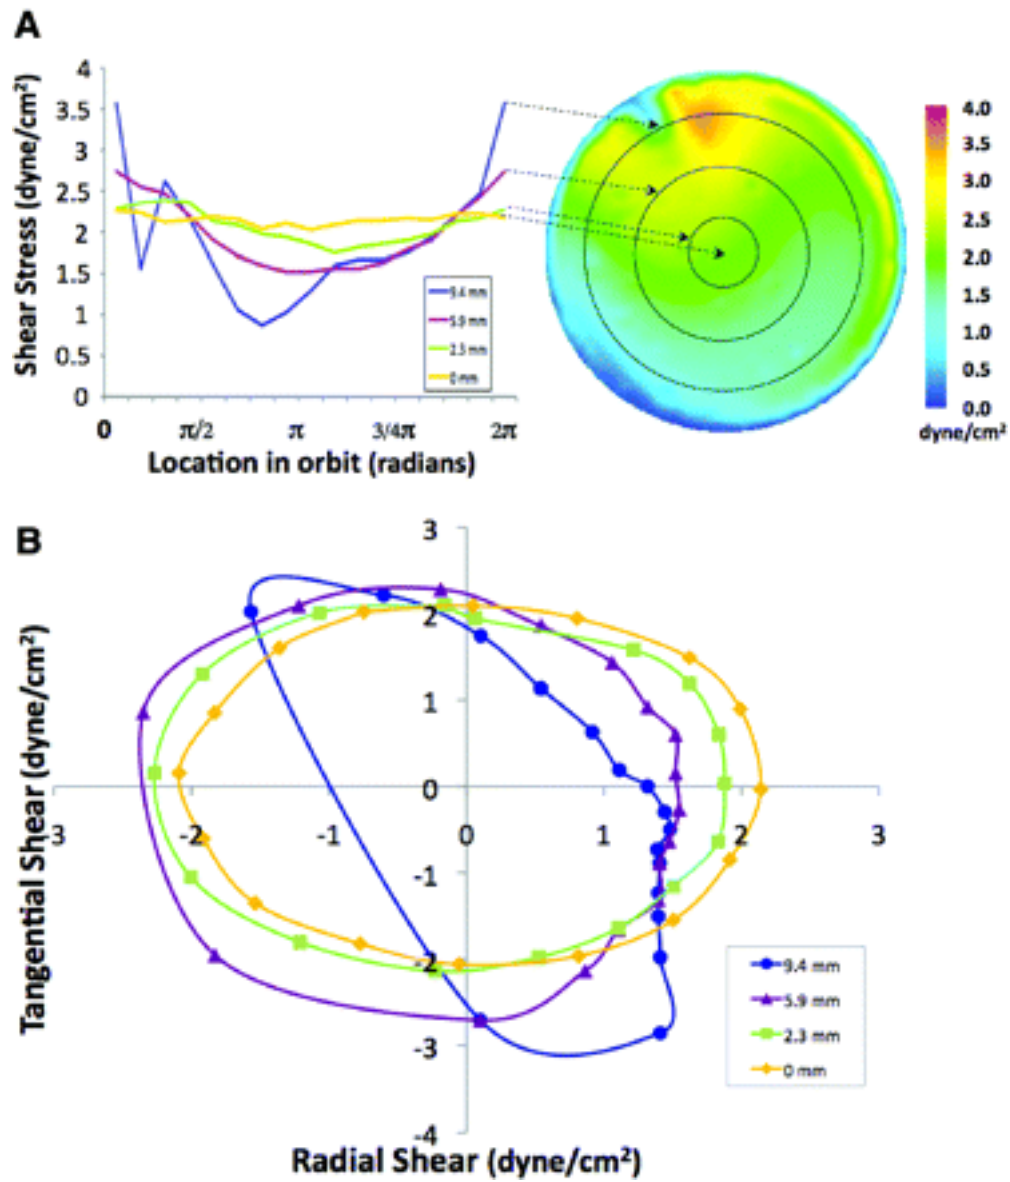 A
Shear Stress (dyne/cm²)
4
3.5
3
2.5
2
1.5
1
0.5
0
9.4 mm
5.9 mm
2.3 mm
0 mm
0 π/2 π 3/4π 2π
Location in orbit (radians)
4.0
3.5
3.0
2.5
2.0
1.5
1.0
0.5
0.0
dyne/cm²
B
Tangential Shear (dyne/cm²)
3
2
1
0
-3 -2 -1 0 1 2 3
-1
-2
-3
-4
9.4 mm
5.9 mm
2.3 mm
0 mm
Radial Shear (dyne/cm²)